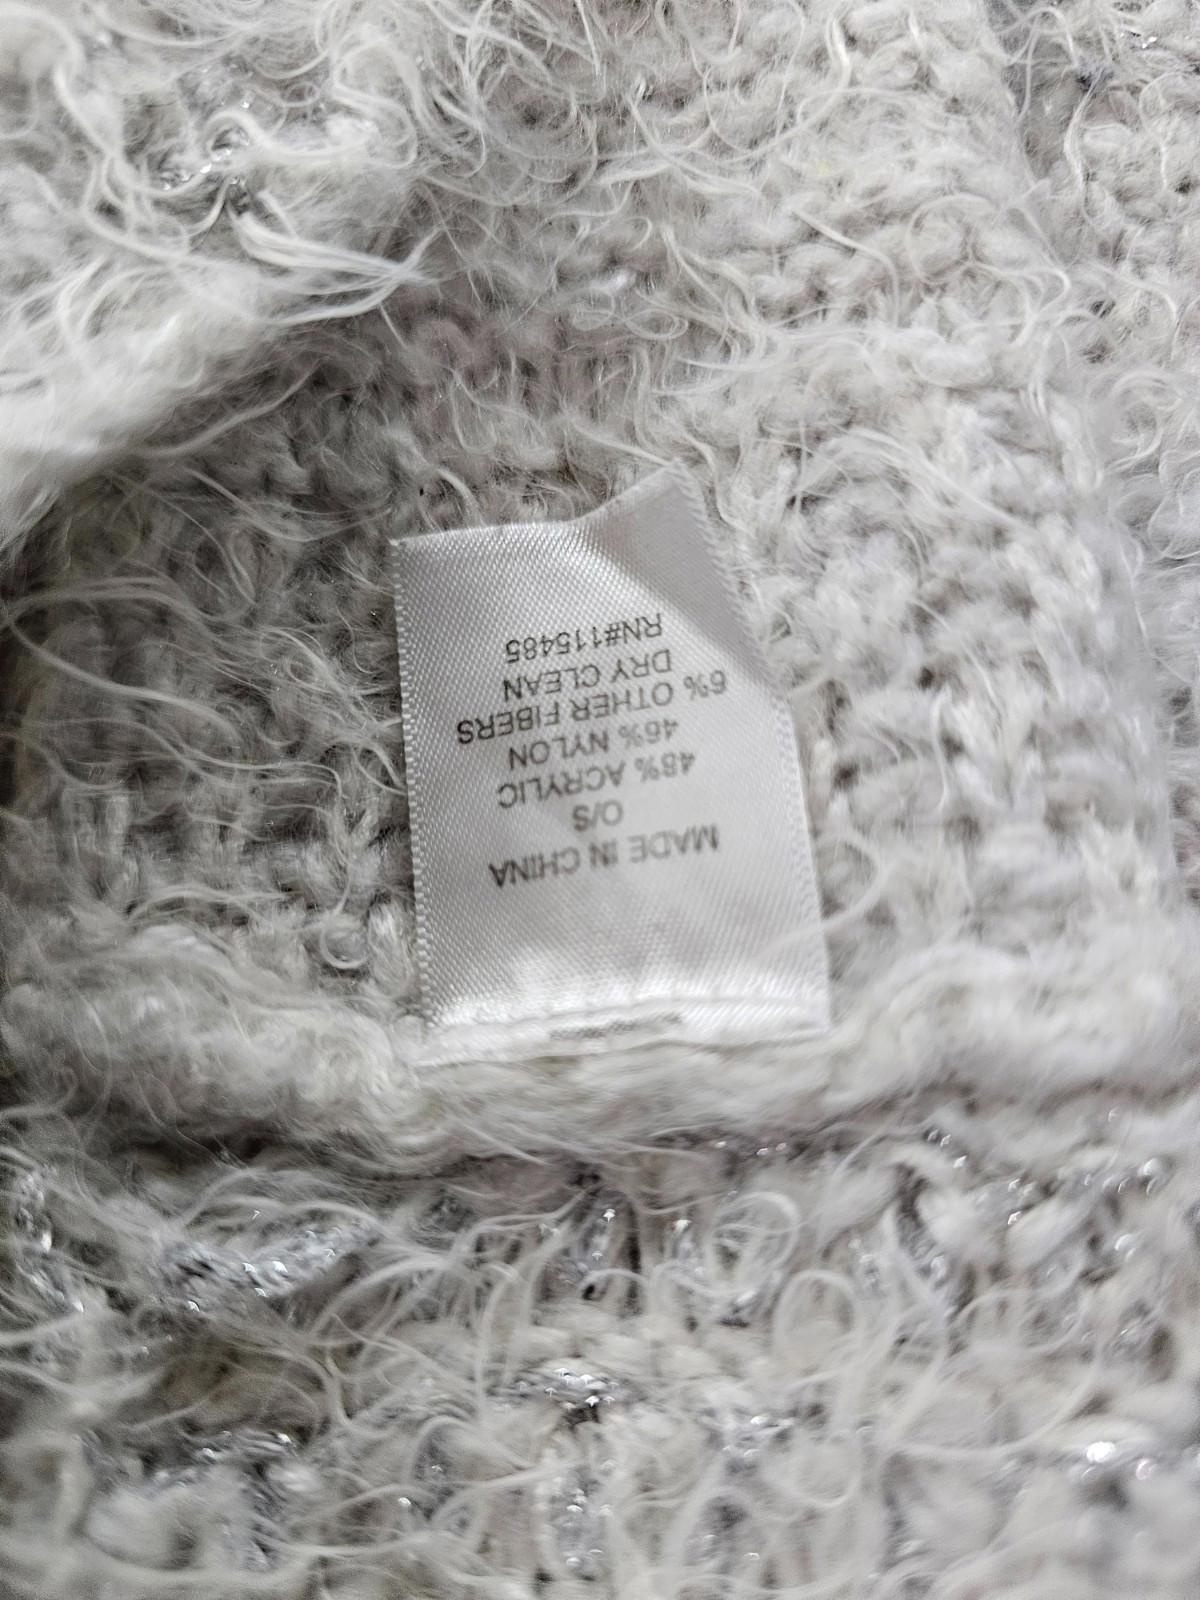 MADE IN CHINA
O/S
48% ACRYLIC
46% NYLON
6% OTHER FIBERS
DRY CLEAN
RN#115485